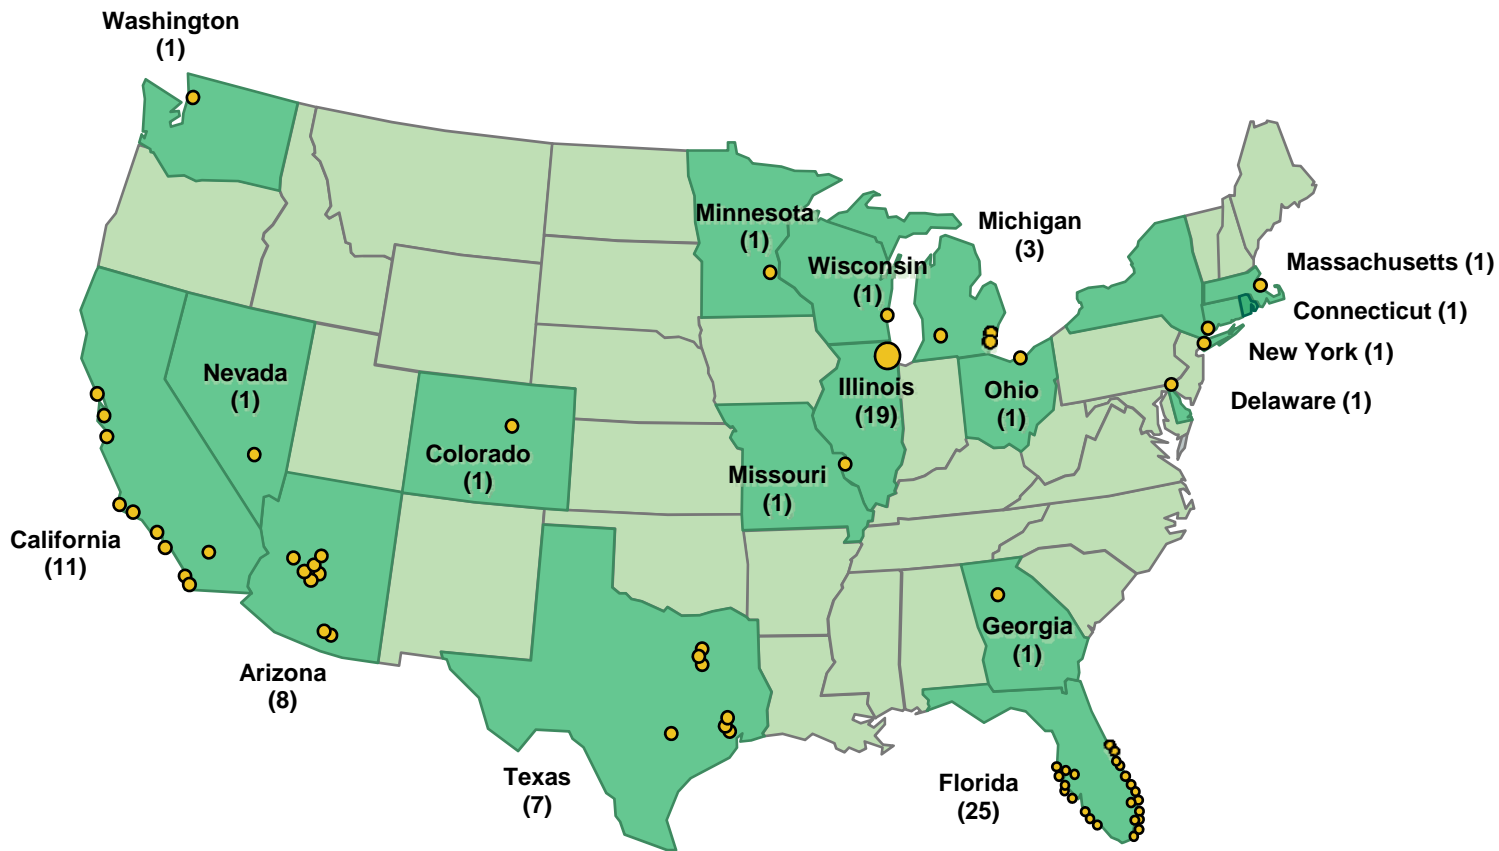 Washington
(1)
Minnesota
(1)
Michigan
(3)
Wisconsin
(1)
Massachusetts (1)
Connecticut (1)
New York (1)
Delaware (1)
Nevada
(1)
Illinois
(19)
Ohio
(1)
Colorado
(1)
Missouri
(1)
California
(11)
Arizona
(8)
Georgia
(1)
Texas
(7)
Florida
(25)